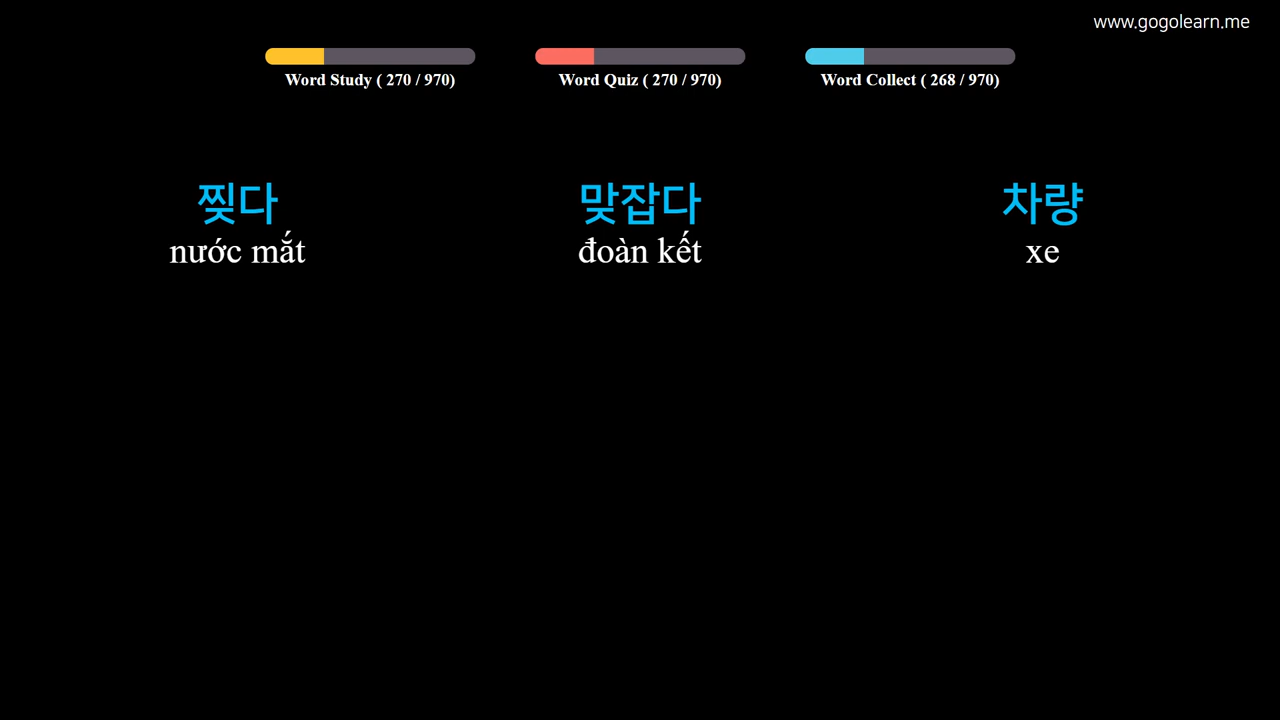 www.gogolearn.me
Word Study ( 270 / 970)
Word Quiz ( 270 / 970)
Word Collect ( 268 / 970)
찢다
맞잡다
차량
nước mắt
đoàn kết
xe